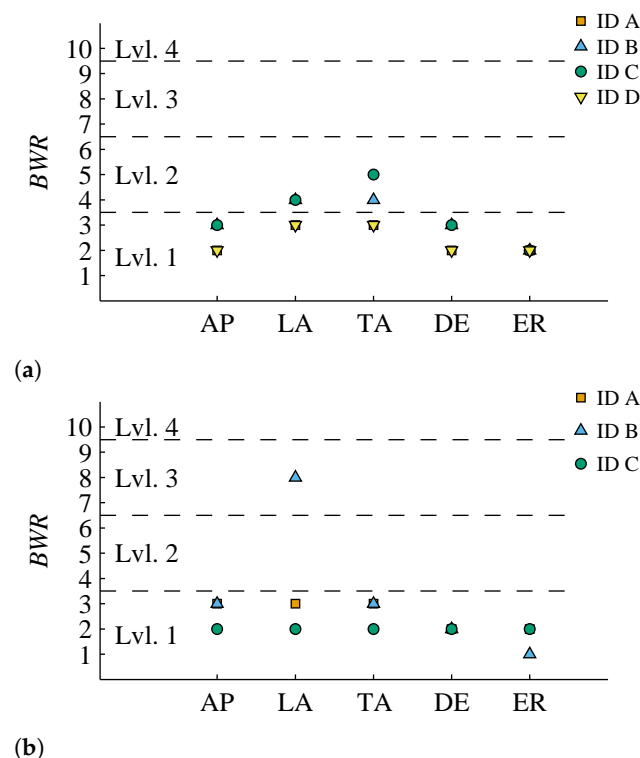 ID A
ID B
ID C
ID D
10
9
8
7
6
5
4
3
2
1
BWR
Lvl. 4
Lvl. 3
Lvl. 2
Lvl. 1
AP LA TA DE ER
(a)
ID A
ID B
ID C
10
9
8
7
6
5
4
3
2
1
BWR
Lvl. 4
Lvl. 3
Lvl. 2
Lvl. 1
AP LA TA DE ER
(b)